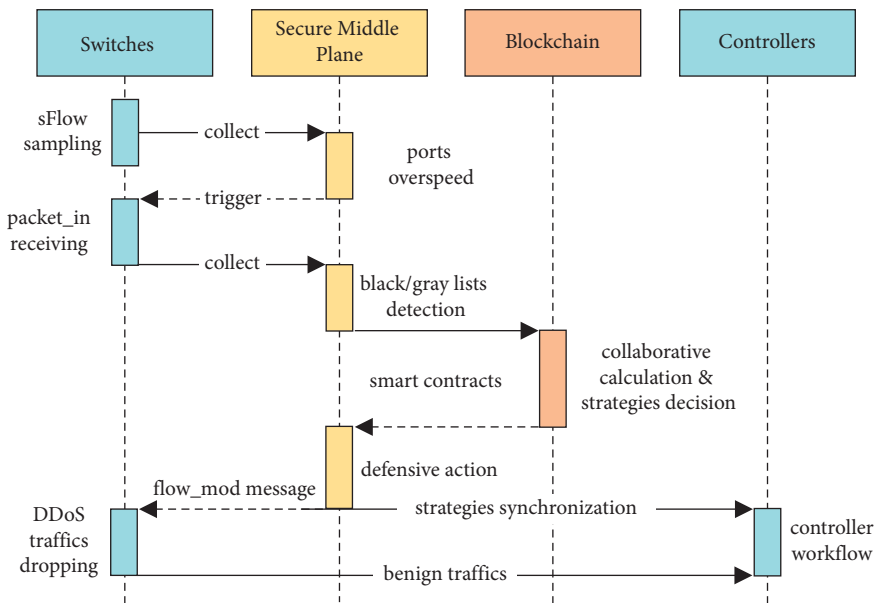 Switches
Secure Middle
Plane
Blockchain
Controllers
sFlow
sampling
collect
ports
overspeed
trigger
packet_in
receiving
collect
black/gray lists
detection
smart contracts
collaborative
calculation &
strategies decision
defensive action
flow_mod message
strategies synchronization
DDoS
traffics
dropping
controller
workflow
benign traffics